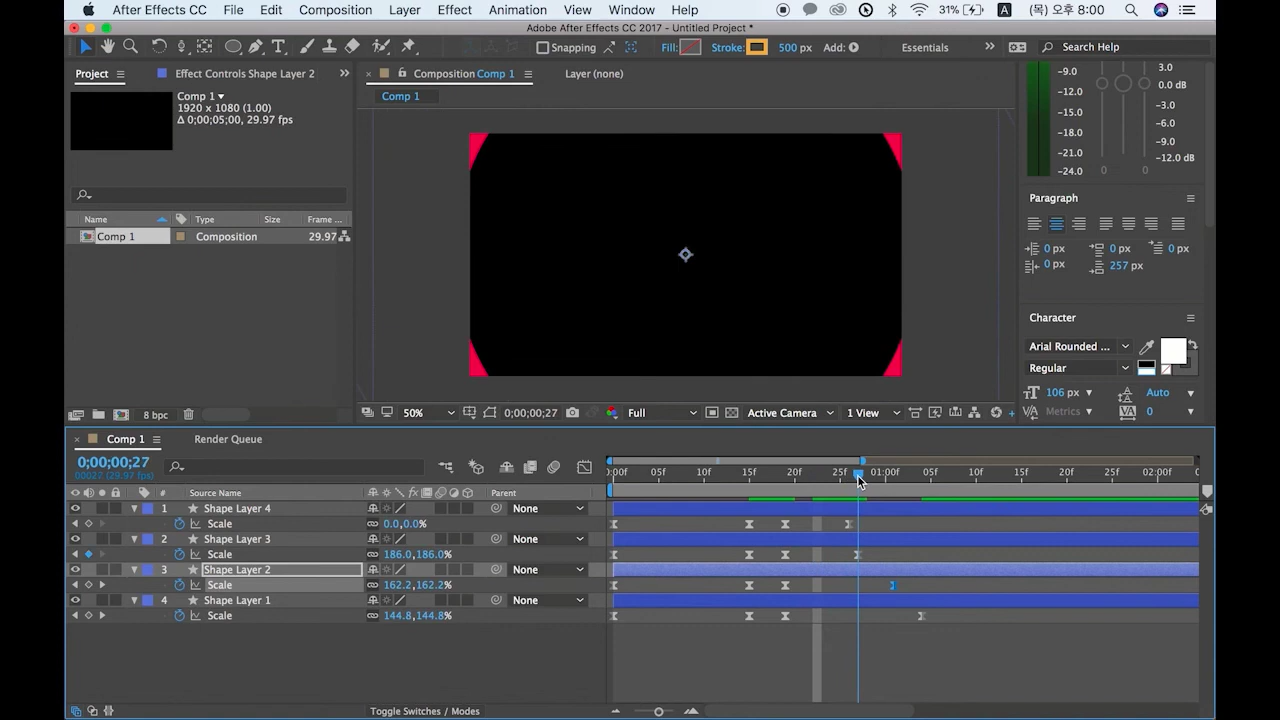 After Effects CC File Edit Composition Layer Effect Animation View Window Help 31% A (목) 오후 8:00
Adobe After Effects CC 2017 - Untitled Project *
Snapping Fill: Stroke: 500 px Add: Essentials Search Help
Project Effect Controls Shape Layer 2 Composition Comp 1 Layer (none)
Comp 1
Comp 1
1920 x 1080 (1.00)
Δ 0;00;05;00, 29.97 fps
Name Type Size Frame ...
Comp 1 Composition 29.97
-9.0
-12.0
-15.0
-18.0
-21.0
-24.0
0 0
3.0
0.0 dB
-3.0
-6.0
-9.0
-12.0 dB
Paragraph
0 px 0 px 0 px
0 px 257 px
Character
Arial Rounded ...
Regular
106 px Auto
Metrics 0
8 bpc
50% 0;00;00;27 Full Active Camera 1 View
Comp 1 Render Queue
0;00;00;27
00027 (29.97 fps)
:00f 05f 10f 15f 20f 25f 01:00f 05f 10f 15f 20f 25f 02:00f
# Source Name Parent
1 Shape Layer 4 None
Scale 0.0,0.0%
2 Shape Layer 3 None
Scale 186.0,186.0%
3 Shape Layer 2 None
Scale 162.2,162.2%
4 Shape Layer 1 None
Scale 144.8,144.8%
Toggle Switches / Modes